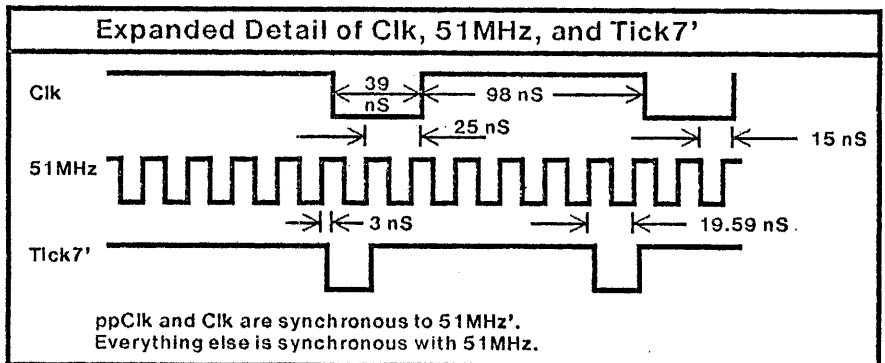 Expanded Detail of Clk, 51MHz, and Tick7'
Clk
39
nS
98 nS
25 nS
15 nS
51MHz
3 nS
19.59 nS
Tick7'
ppClk and Clk are synchronous to 51MHz'.
Everything else is synchronous with 51MHz.